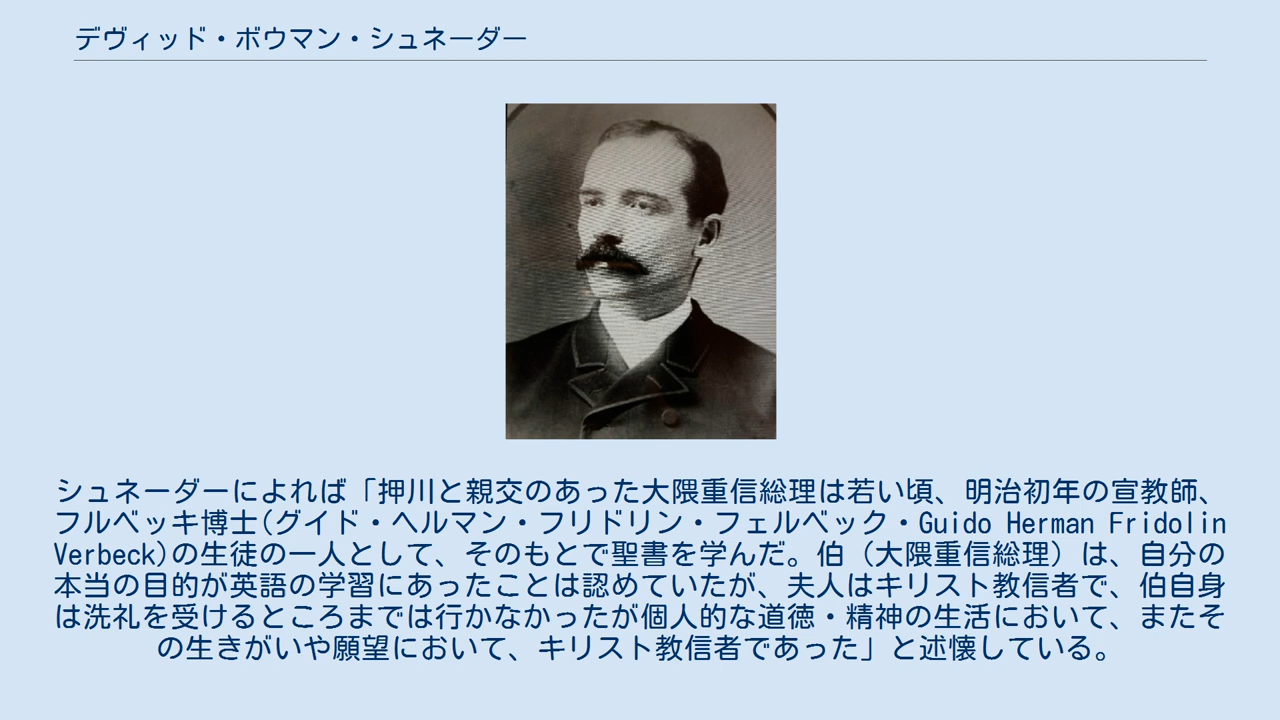 デヴィッド・ボウマン・シュネーダー
シュネーダーによれば「押川と親交のあった大隈重信総理は若い頃、明治初年の宣教師、
フルベッキ博士(グイド・ヘルマン・フリドリン・フェルベック・Guido Herman Fridolin
Verbeck)の生徒の一人として、そのもとで聖書を学んだ。伯（大隈重信総理）は、自分の
本当の目的が英語の学習にあったことは認めていたが、夫人はキリスト教信者で、伯自身
は洗礼を受けるところまでは行かなかったが個人的な道徳・精神の生活において、またそ
の生きがいや願望において、キリスト教信者であった」と述懐している。